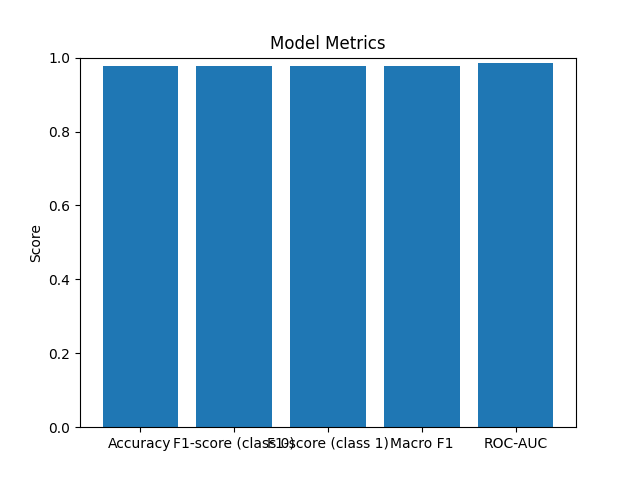 Model Metrics
Score
1.0
0.8
0.6
0.4
0.2
0.0
Accuracy
F1-score (class 0)
F1-score (class 1)
Macro F1
ROC-AUC